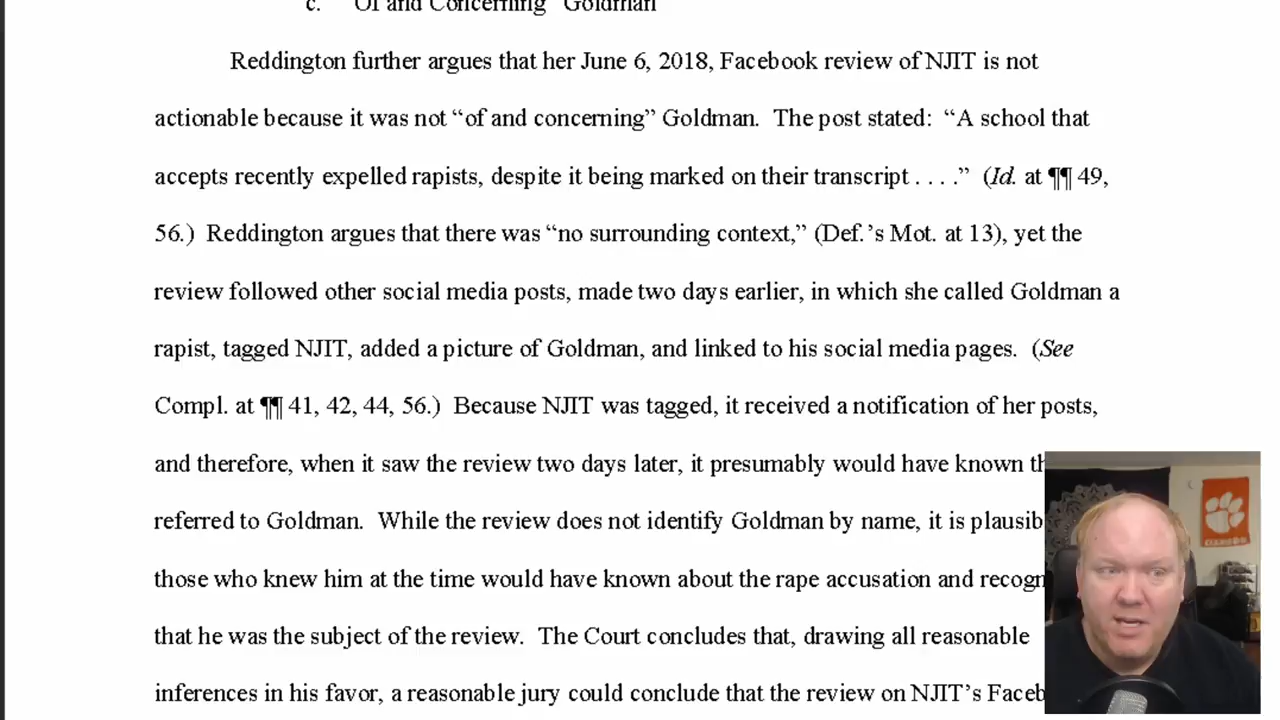 c. "Of and Concerning" Goldman
Reddington further argues that her June 6, 2018, Facebook review of NJIT is not
actionable because it was not “of and concerning” Goldman. The post stated: “A school that
accepts recently expelled rapists, despite it being marked on their transcript . . . .” (Id. at ¶¶ 49,
56.) Reddington argues that there was “no surrounding context,” (Def.’s Mot. at 13), yet the
review followed other social media posts, made two days earlier, in which she called Goldman a
rapist, tagged NJIT, added a picture of Goldman, and linked to his social media pages. (See
Compl. at ¶¶ 41, 42, 44, 56.) Because NJIT was tagged, it received a notification of her posts,
and therefore, when it saw the review two days later, it presumably would have known
referred to Goldman. While the review does not identify Goldman by name, it is
those who knew him at the time would have known about the rape accusation and
that he was the subject of the review. The Court concludes that, drawing all reasonable
inferences in his favor, a reasonable jury could conclude that the review on NJIT’s